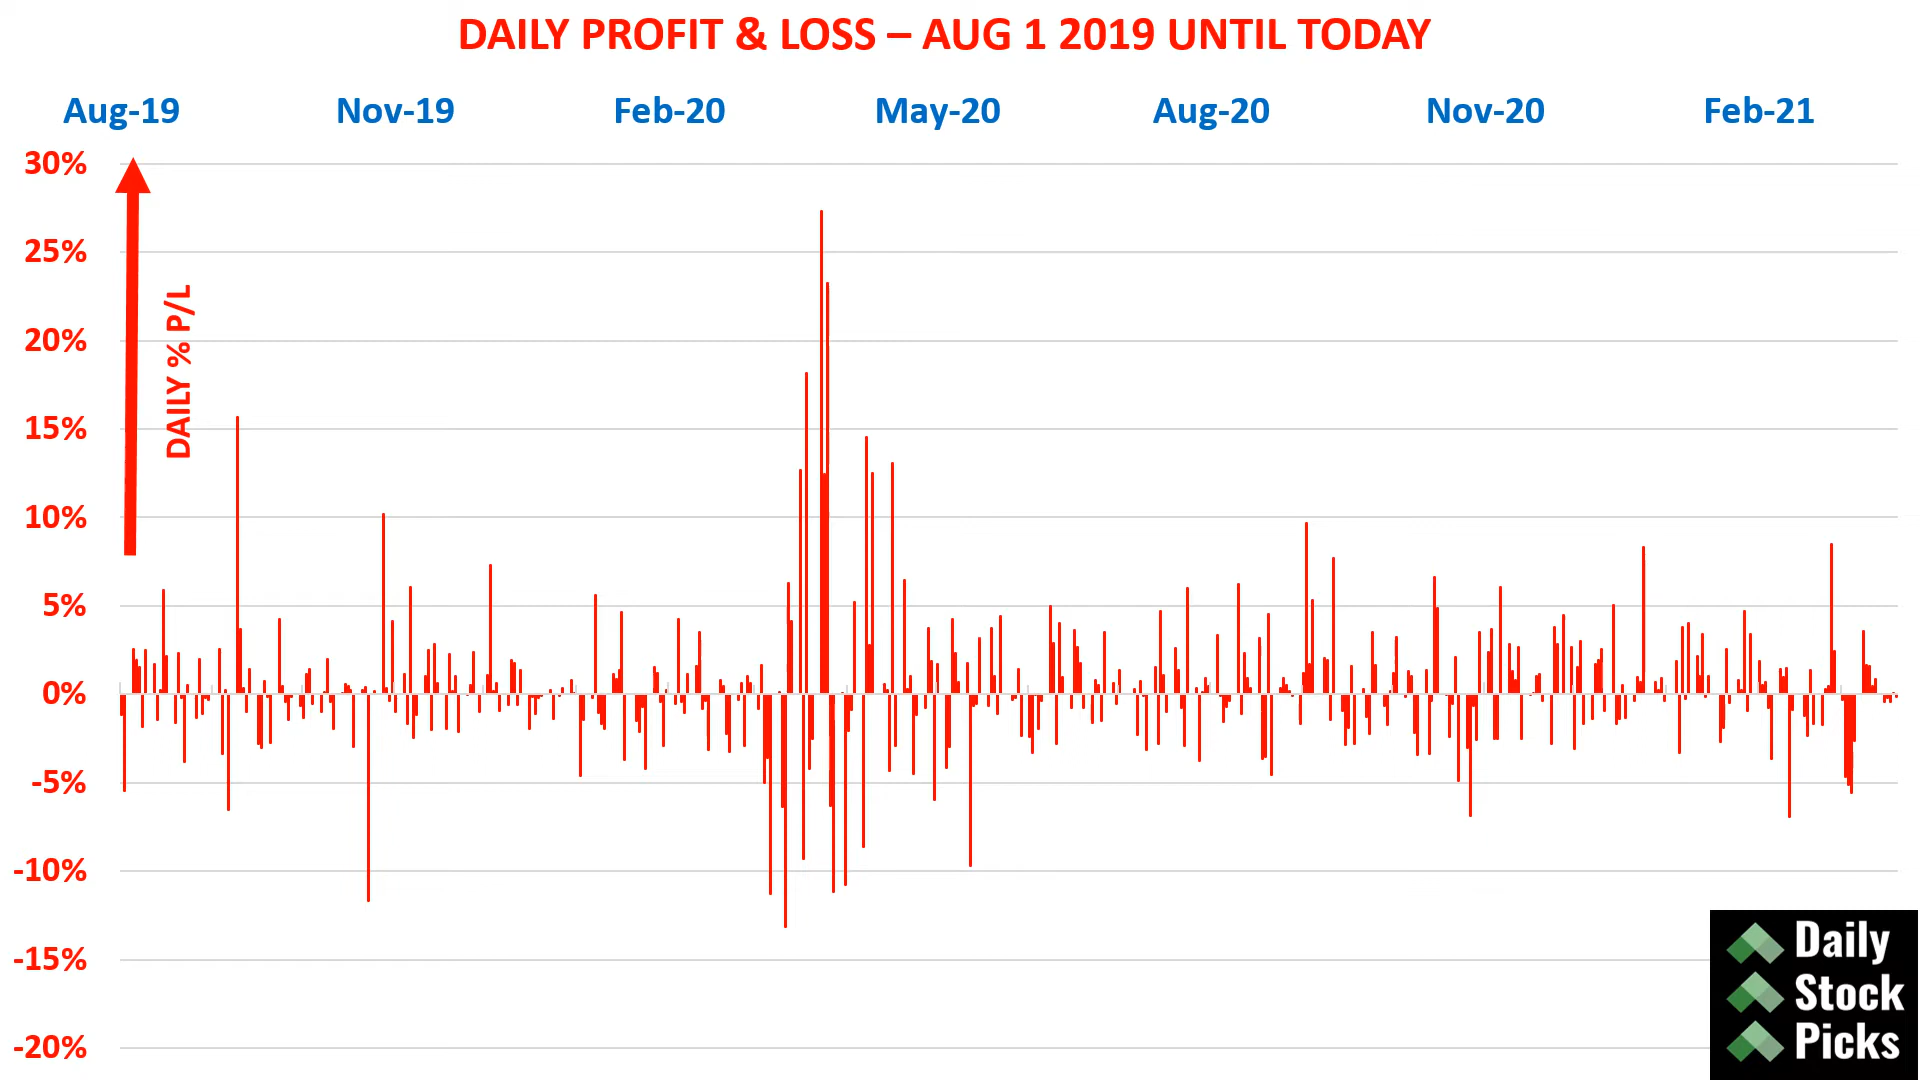 DAILY PROFIT & LOSS – AUG 1 2019 UNTIL TODAY
Aug-19 Nov-19 Feb-20 May-20 Aug-20 Nov-20 Feb-21
30%
25%
20%
15%
10%
5%
0%
-5%
-10%
-15%
-20%
DAILY % P/L
Daily
Stock
Picks